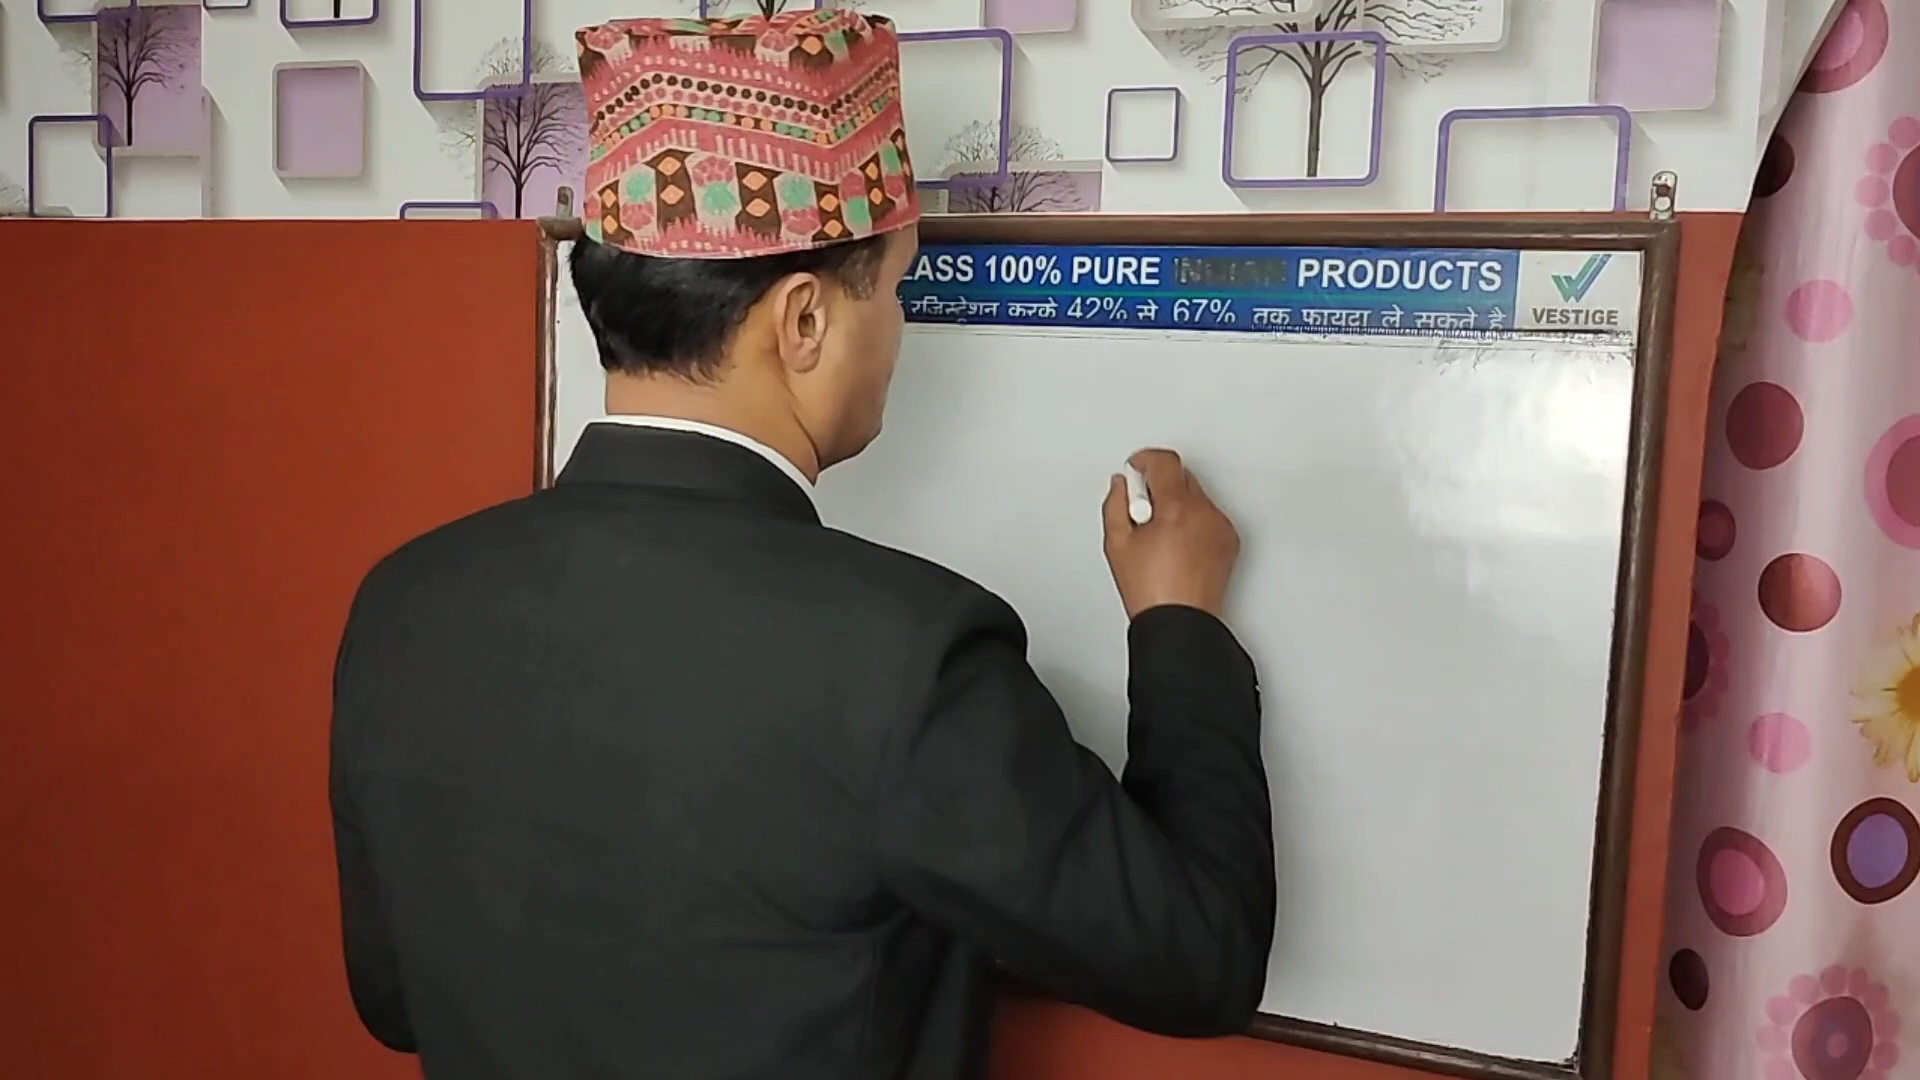 LASS 100% PURE PRODUCTS
रजिस्ट्रेशन करके 42% से 67% तक फायदा ले सकते है
VESTIGE